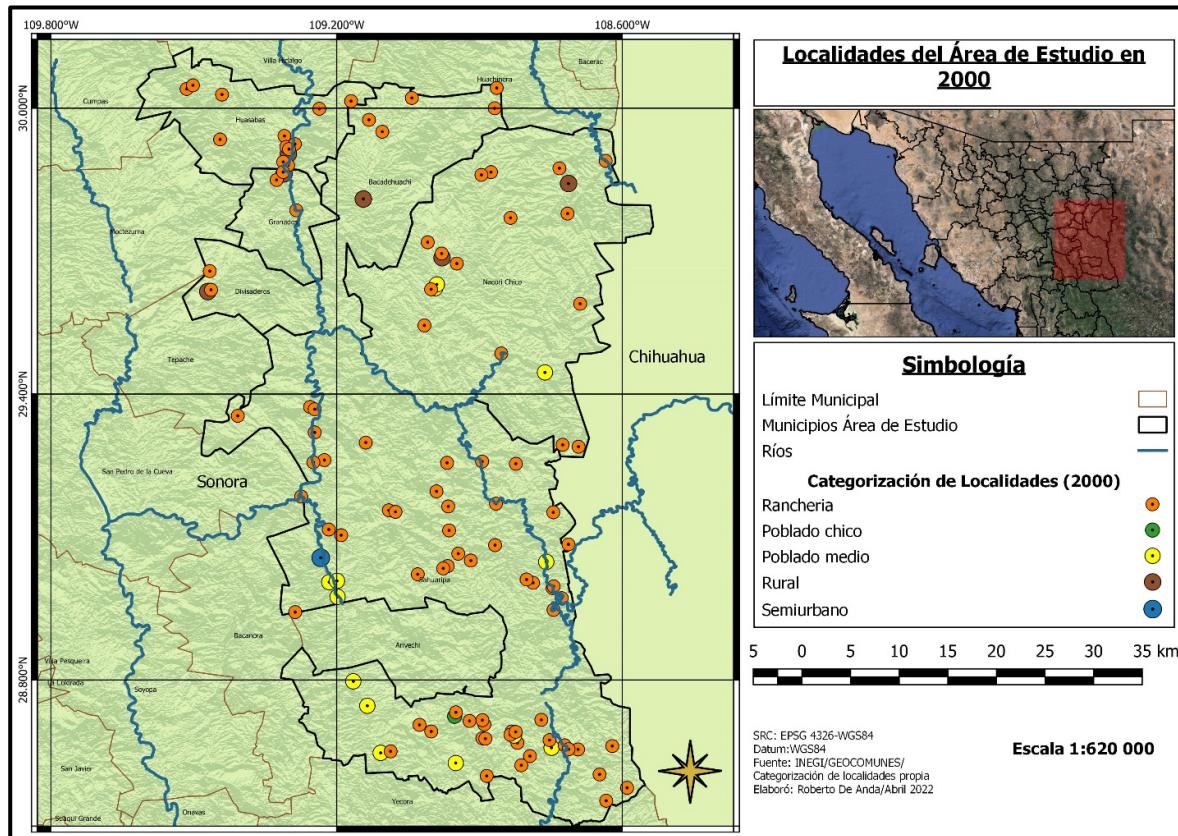 109.800°W
109.200°W
108.600°W
30.000°N
29.400°N
28.800°N
Villa Hidalgo
Bacerac
Huachinera
Cumpas
Huasabas
Bacadehuachi
Granados
Moctezuma
Divisaderos
Nacori Chico
Tepache
Chihuahua
San Pedro de la Cueva
Sonora
Sahuaripa
Bacanora
Arivechi
Villa Pesqueira
La Colorada
Soyopa
San Javier
Yecora
Onavas
Suaqui Grande
Localidades del Área de Estudio en
2000
Simbología
Límite Municipal
Municipios Área de Estudio
Ríos
Categorización de Localidades (2000)
Rancheria
Poblado chico
Poblado medio
Rural
Semiurbano
5 0 5 10 15 20 25 30 35 km
SRC: EPSG 4326-WGS84
Datum:WGS84
Fuente: INEGI/GEOCOMUNES/
Categorización de localidades propia
Elaboró: Roberto De Anda/Abril 2022
Escala 1:620 000